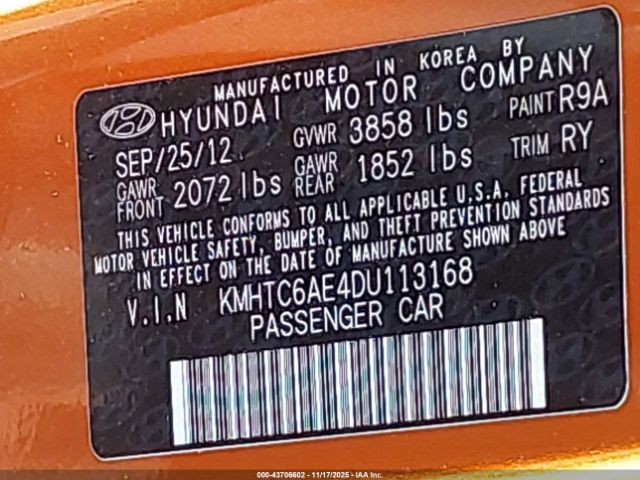 MANUFACTURED IN KOREA BY
HYUNDAI MOTOR COMPANY
SEP/25/12 GVWR 3858 lbs PAINT R9A
GAWR FRONT 2072 lbs GAWR REAR 1852 lbs TRIM RY
THIS VEHICLE CONFORMS TO ALL APPLICABLE U.S.A. FEDERAL
MOTOR VEHICLE SAFETY, BUMPER, AND THEFT PREVENTION STANDARDS
IN EFFECT ON THE DATE OF MANUFACTURE SHOWN ABOVE
V.I.N KMHTC6AE4DU113168
PASSENGER CAR
000-43706602 - 11/17/2025 - IAA Inc.